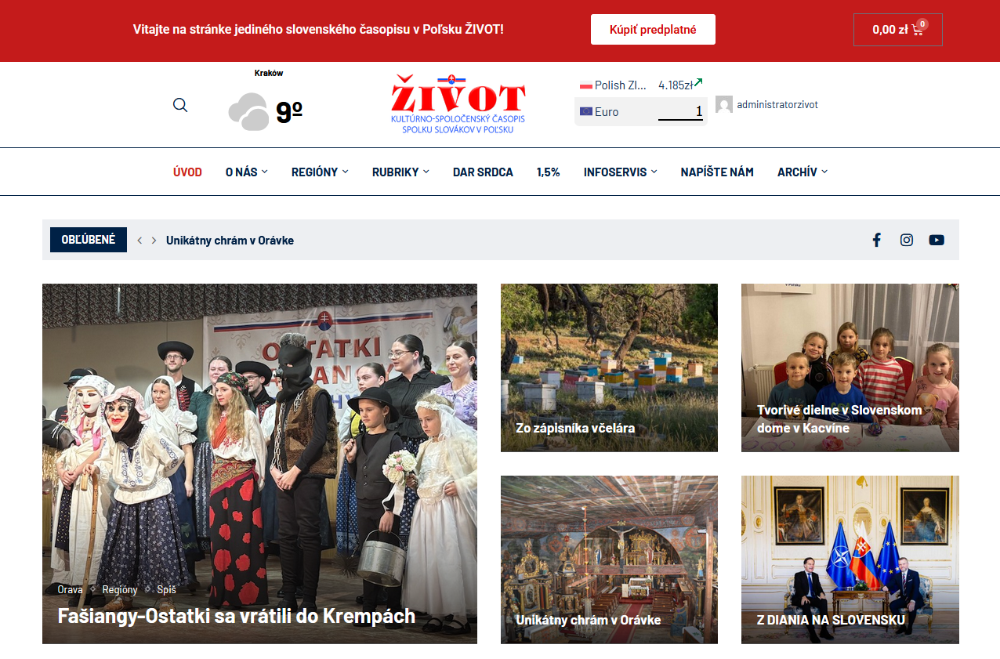 Vitajte na stránke jediného slovenského časopisu v Poľsku ŽIVOT!
Kúpiť predplatné
0,00 zł
0
Kraków
9º
ŽIVOT
KULTÚRNO-SPOLOČENSKÝ ČASOPIS
SPOLKU SLOVÁKOV V POĽSKU
Polish Zl... 4.185zł
Euro 1
administratorzivot
ÚVOD
O NÁS
REGIÓNY
RUBRIKY
DAR SRDCA
1,5%
INFOSERVIS
NAPÍŠTE NÁM
ARCHÍV
OBĽÚBENÉ
Unikátny chrám v Orávke
OSTATKI
Orava
Regióny
Spiš
Fašiangy-Ostatki sa vrátili do Krempách
Zo zápisníka včelára
Tvorivé dielne v Slovenskom
dome v Kacvíne
Unikátny chrám v Orávke
Z DIANIA NA SLOVENSKU